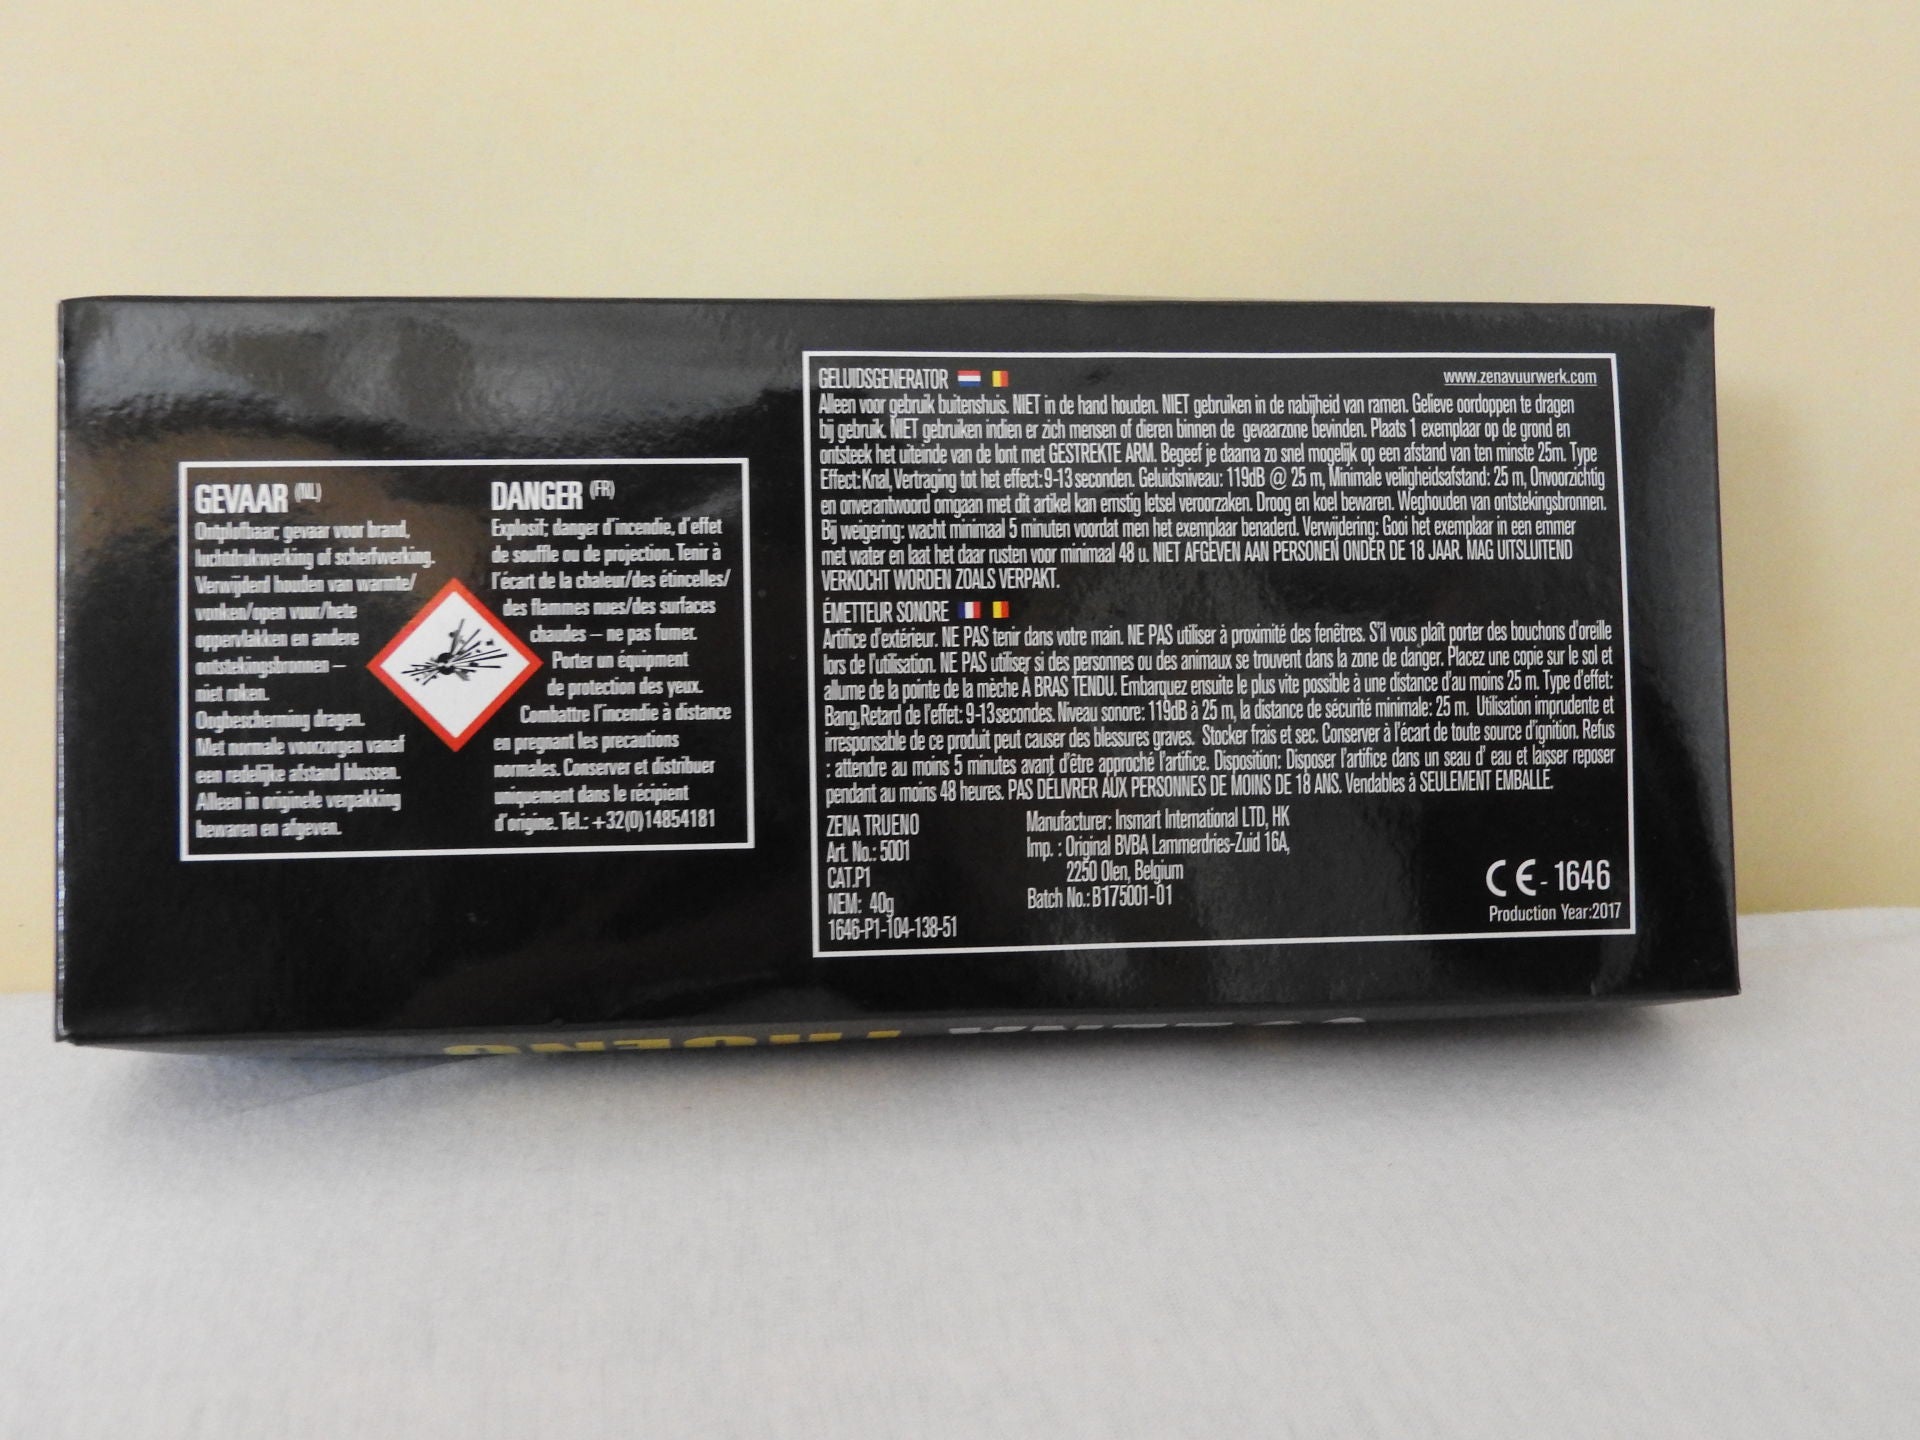 GEVAAR (NL)
Ontplofbaar; gevaar voor brand,
luchtdrukwerking of scherfwerking.
Verwijderd houden van warmte/
vonken/open vuur/hete
oppervlakken en andere
ontstekingsbronnen –
niet roken.
Oogbescherming dragen.
Met normale voorzorgen vanaf
een redelijke afstand blussen.
Alleen in originele verpakking
bewaren en afgeven.
DANGER (FR)
Explosif; danger d'incendie, d'effet
de souffle ou de projection. Tenir à
l'écart de la chaleur/des étincelles/
des flammes nues/des surfaces
chaudes – ne pas fumer.
Porter un équipment
de protection des yeux.
Combattre l'incendie à distance
en pregnant les precautions
normales. Conserver et distribuer
uniquement dans le récipient
d'origine. Tel.: +32(0)14854181
GELUIDSGENERATOR
www.zenavuurwerk.com
Alleen voor gebruik buitenshuis. NIET in de hand houden. NIET gebruiken in de nabijheid van ramen. Gelieve oordoppen te dragen
bij gebruik. NIET gebruiken indien er zich mensen of dieren binnen de gevaarzone bevinden. Plaats 1 exemplaar op de grond en
ontsteek het uiteinde van de lont met GESTREKTE ARM. Begeef je daarna zo snel mogelijk op een afstand van ten minste 25m. Type
Effect: Knal, Vertraging tot het effect: 9-13 seconden. Geluidsniveau: 119dB @ 25 m, Minimale veiligheidsafstand: 25 m, Onvoorzichtig
en onverantwoord omgaan met dit artikel kan ernstig letsel veroorzaken. Droog en koel bewaren. Weghouden van ontstekingsbronnen.
Bij weigering: wacht minimaal 5 minuten voordat men het exemplaar benaderd. Verwijdering: Gooi het exemplaar in een emmer
met water en laat het daar rusten voor minimaal 48 u. NIET AFGEVEN AAN PERSONEN ONDER DE 18 JAAR. MAG UITSLUITEND
VERKOCHT WORDEN ZOALS VERPAKT.
ÉMETTEUR SONORE
Artifice d'extérieur. NE PAS tenir dans votre main. NE PAS utiliser à proximité des fenêtres. S'il vous plaît porter des bouchons d'oreille
lors de l'utilisation. NE PAS utiliser si des personnes ou des animaux se trouvent dans la zone de danger. Placez une copie sur le sol et
allume de la pointe de la mèche À BRAS TENDU. Embarquez ensuite le plus vite possible à une distance d'au moins 25 m. Type d'effet:
Bang, Retard de l'effet: 9-13secondes. Niveau sonore: 119dB à 25 m, la distance de sécurité minimale: 25 m. Utilisation imprudente et
irresponsable de ce produit peut causer des blessures graves. Stocker frais et sec. Conserver à l'écart de toute source d'ignition. Refus
: attendre au moins 5 minutes avant d'être approché l'artifice. Disposition: Disposer l'artifice dans un seau d' eau et laisser reposer
pendant au moins 48 heures. PAS DÉLIVRER AUX PERSONNES DE MOINS DE 18 ANS. Vendables à SEULEMENT EMBALLÉ.
ZENA TRUENO
Art. No.: 5001
CAT.P1
NEM: 40g
1646-P1-104-138-51
Manufacturer: Insmart International LTD, HK
Imp. : Original BVBA Lammerdries-Zuid 16A,
2250 Olen, Belgium
Batch No.: B175001-01
CE - 1646
Production Year:2017